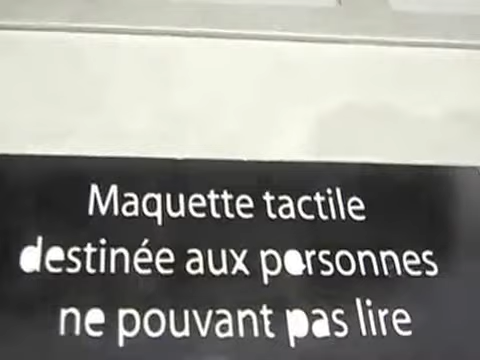 Maquette tactile
destinée aux personnes
ne pouvant pas lire